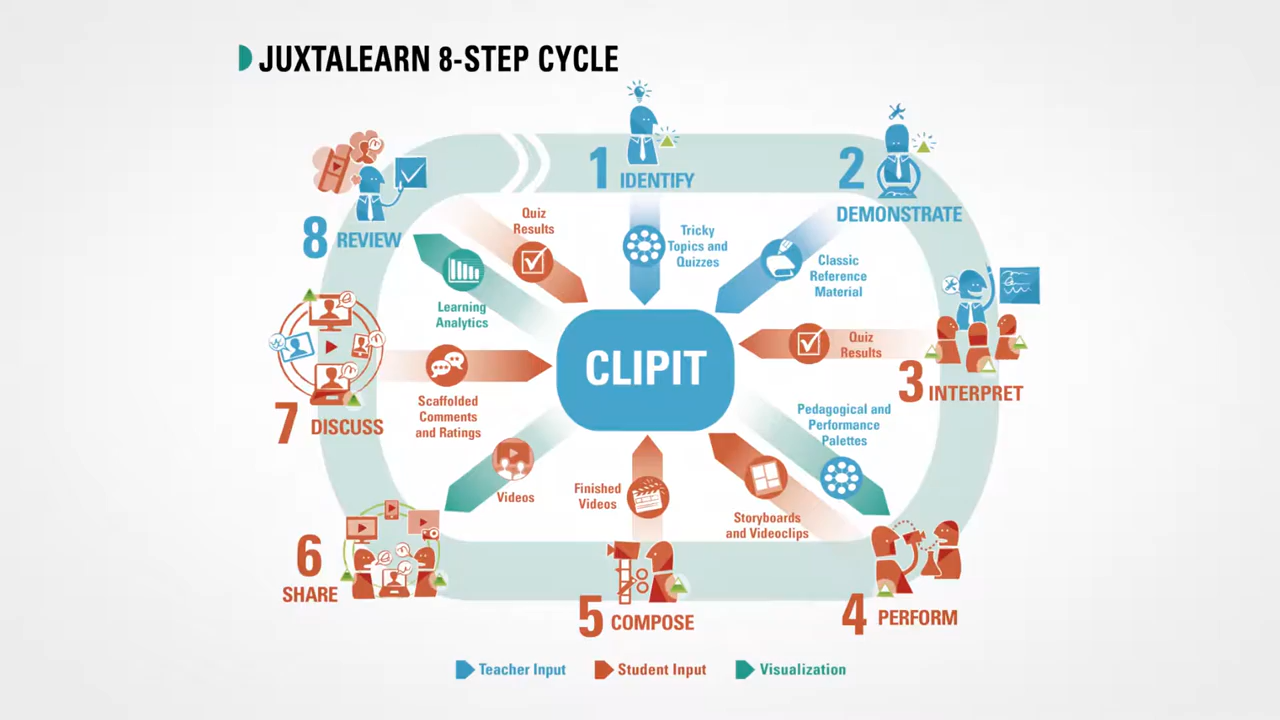 JUXTALEARN 8-STEP CYCLE
1 IDENTIFY
2
DEMONSTRATE
8 REVIEW
Quiz
Results
Tricky
Topics and
Quizzes
Classic
Reference
Material
Learning
Analytics
CLIPIT
Quiz
Results
3 INTERPRET
7 DISCUSS
Scaffolded
Comments
and Ratings
Pedagogical and
Performance
Palettes
Videos
Finished
Videos
Storyboards
and Videoclips
6
SHARE
5 COMPOSE
4 PERFORM
Teacher Input
Student Input
Visualization